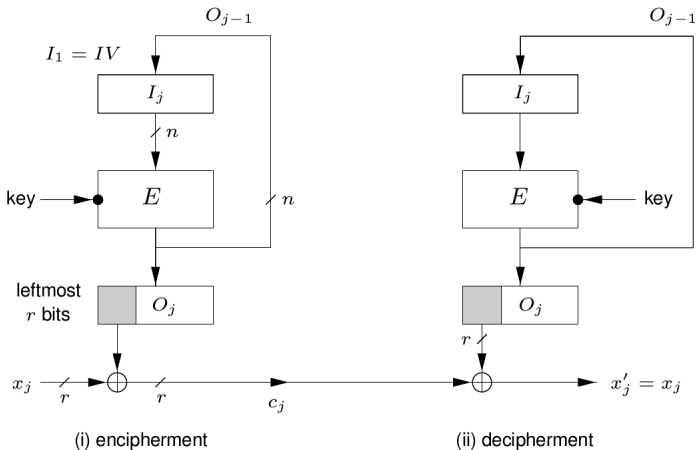 O_{j−1}
I_1 = IV
I_j
n
key
E
n
leftmost
r bits
O_j
x_j
r
r
c_j
(i) encipherment
O_{j−1}
I_j
E
key
O_j
r
x'_j = x_j
(ii) decipherment